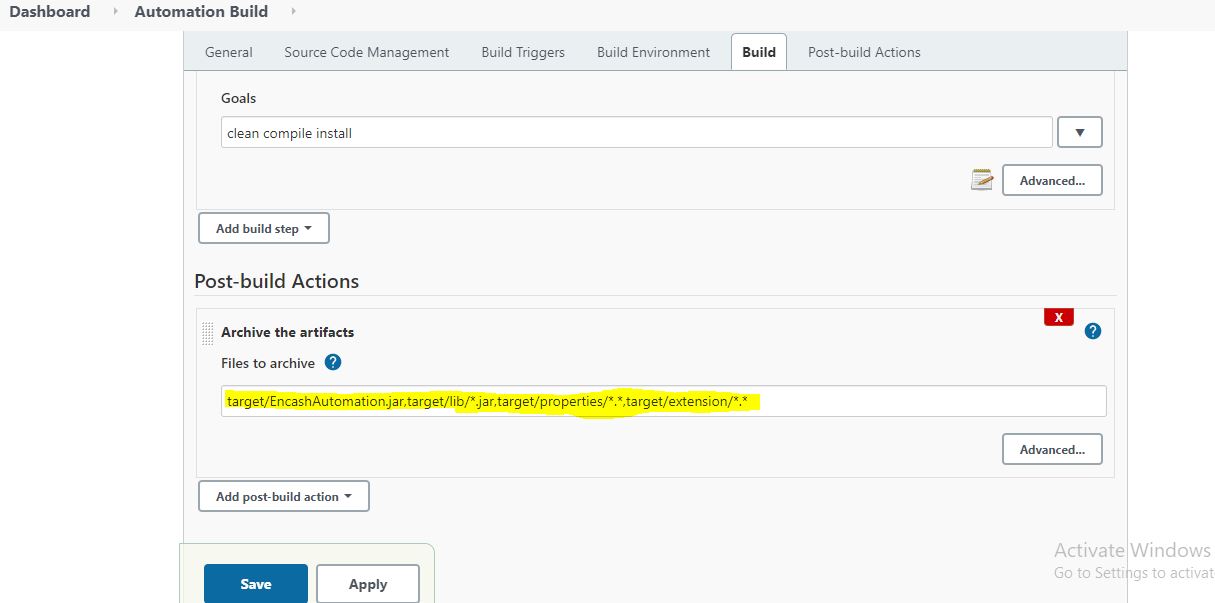 Dashboard Automation Build
General Source Code Management Build Triggers Build Environment Build Post-build Actions
Goals
clean compile install
Advanced...
Add build step
Post-build Actions
X
Archive the artifacts
?
Files to archive ?
target/EncashAutomation.jar,target/lib/*.jar,target/properties/*.*,target/extension/*.*
Advanced...
Add post-build action
Save Apply
Activate Windows
Go to Settings to activat